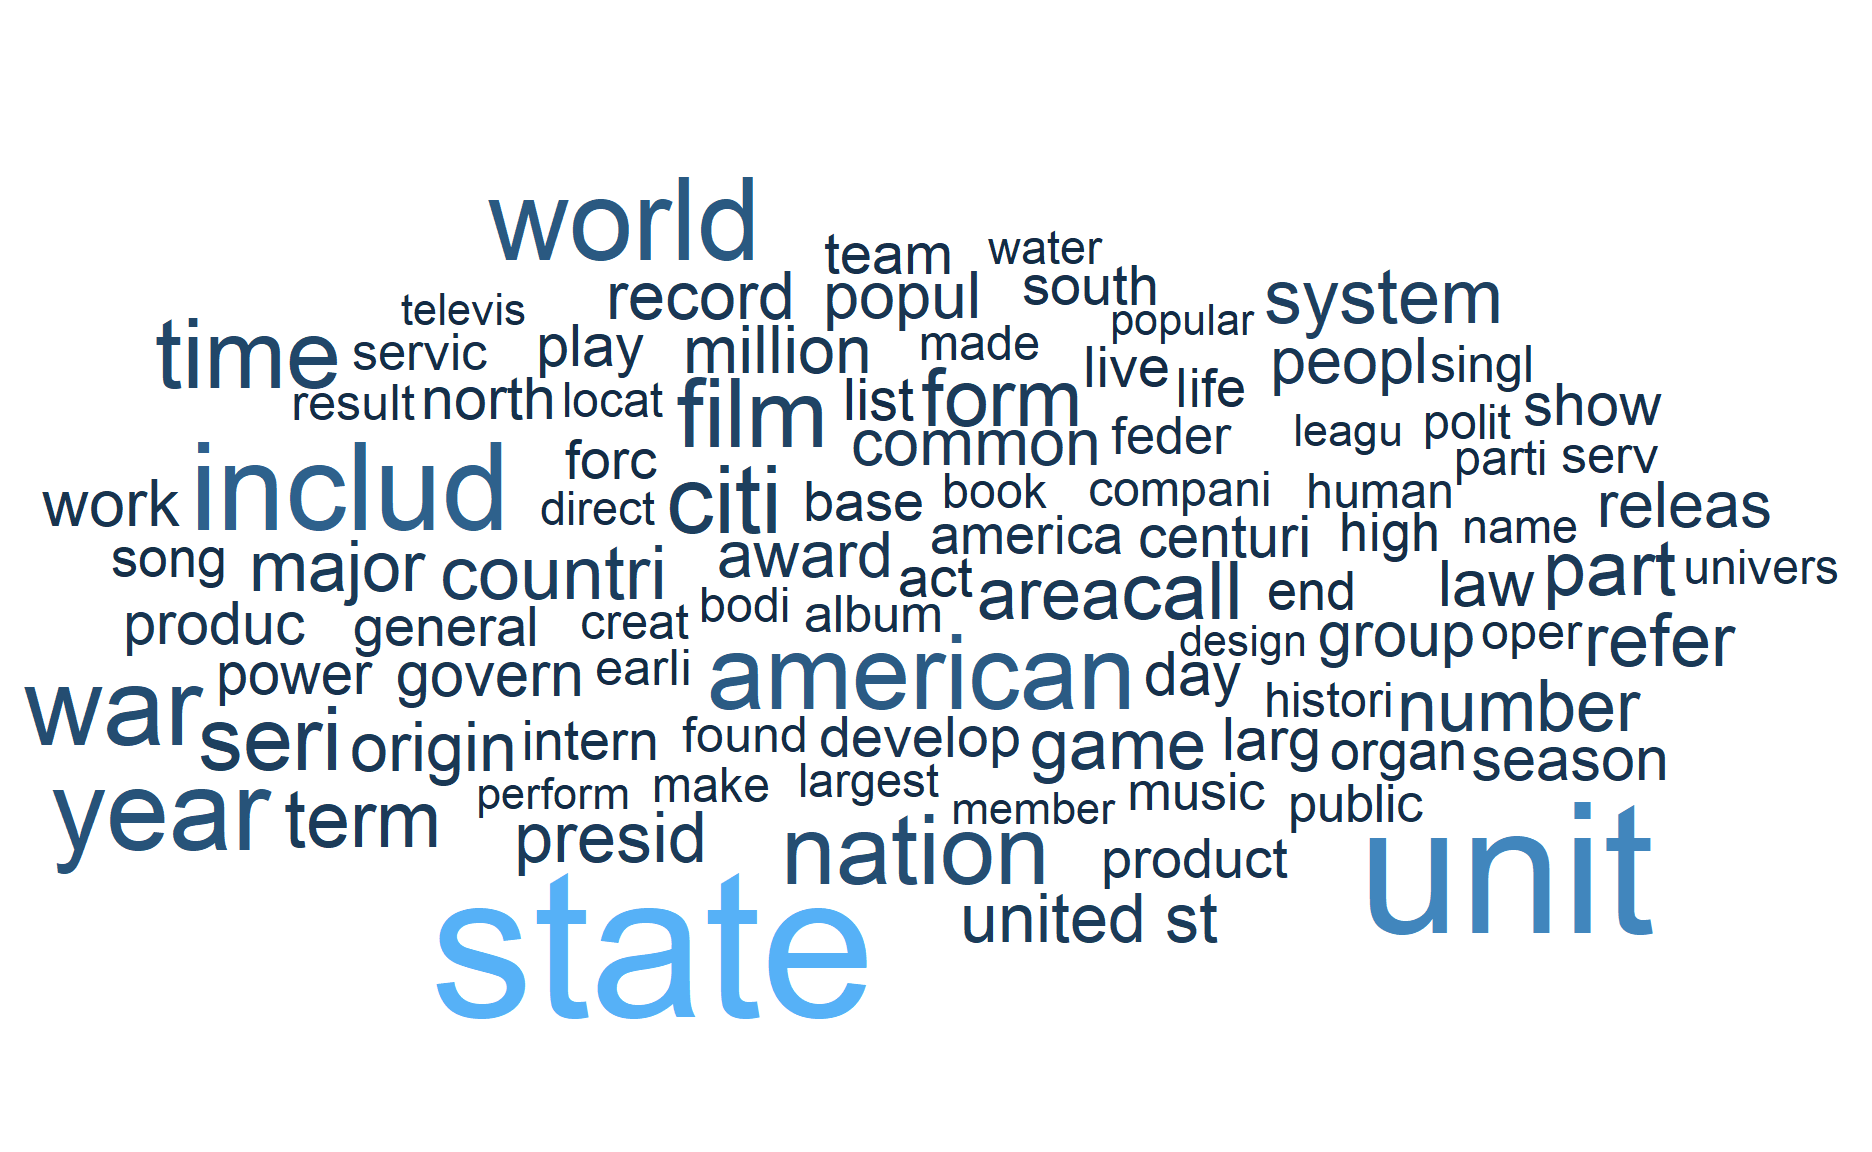 world
team water
record popul south system
televis popular
time servic play million made live peopl singl
result north locat film list form life show
common feder leagu polit
forc parti serv
work includ direct citi base book compani human releas
song major countri award america centuri high name
act area call end law part univers
produc general creat bodi album design group oper refer
power govern earli american day
war seri origin intern found develop game histori number
larg organ season
year term perform make largest member music public
presid nation product unit
state united st